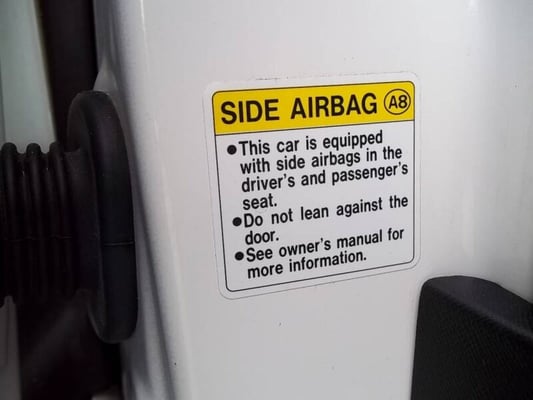 SIDE AIRBAG A8
●This car is equipped
with side airbags in the
driver's and passenger's
seat.
●Do not lean against the
door.
●See owner's manual for
more information.